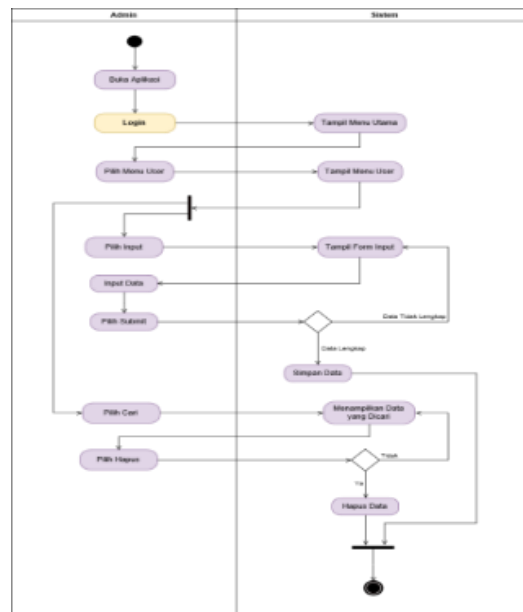 Admin
Sistem
Buka Aplikasi
Login
Tampil Menu Utama
Pilih Menu User
Tampil Menu User
Pilih Input
Tampil Form Input
Input Data
Pilih Submit
Data Tidak Lengkap
Data Lengkap
Simpan Data
Pilih Cari
Menampilkan Data
yang Dicari
Pilih Hapus
Tidak
Ya
Hapus Data